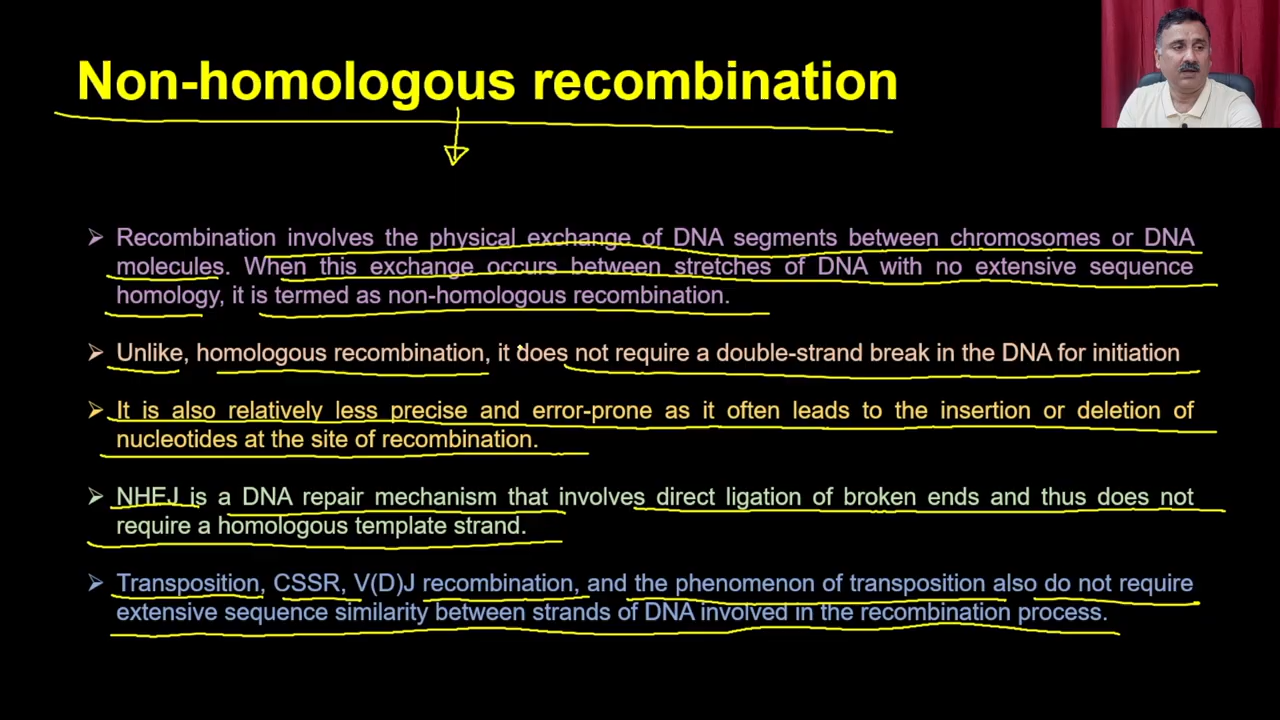 Non-homologous recombination
➢ Recombination involves the physical exchange of DNA segments between chromosomes or DNA
molecules. When this exchange occurs between stretches of DNA with no extensive sequence
homology, it is termed as non-homologous recombination.
➢ Unlike, homologous recombination, it does not require a double-strand break in the DNA for initiation
➢ It is also relatively less precise and error-prone as it often leads to the insertion or deletion of
nucleotides at the site of recombination.
➢ NHEJ is a DNA repair mechanism that involves direct ligation of broken ends and thus does not
require a homologous template strand.
➢ Transposition, CSSR, V(D)J recombination, and the phenomenon of transposition also do not require
extensive sequence similarity between strands of DNA involved in the recombination process.